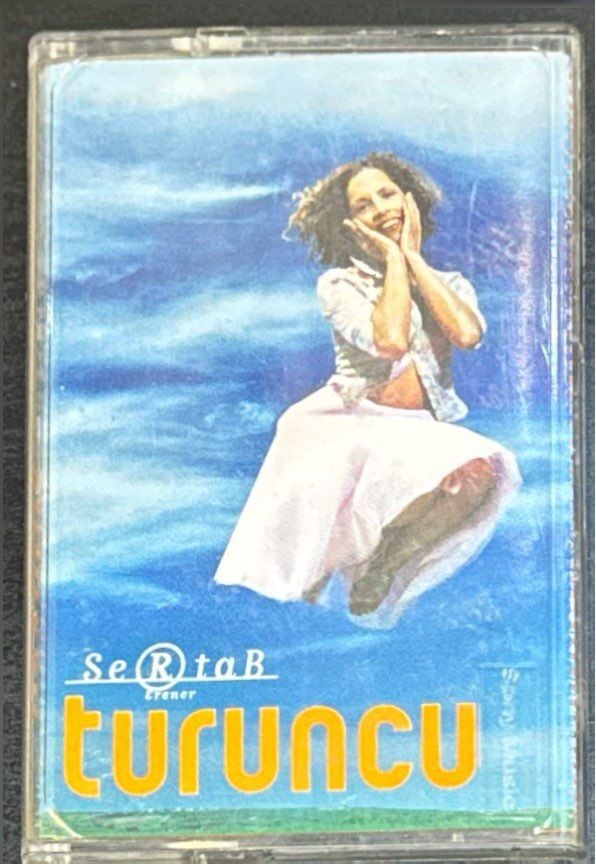 SeRtaB
erener
turuncu
Sony Music